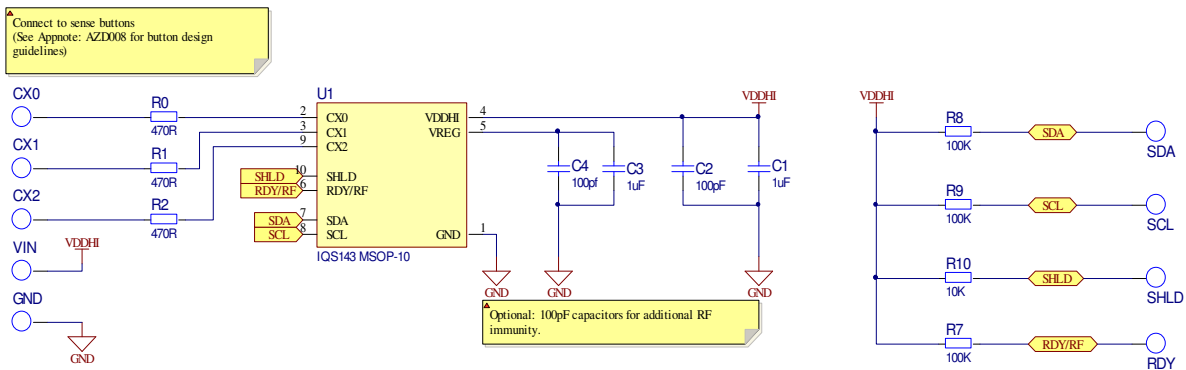 Connect to sense buttons
(See Appnote: AZD008 for button design
guidelines)
CX0
R0
470R
CX1
R1
470R
CX2
R2
470R
VIN
VDDHI
GND
GND
U1
2 CX0
3 CX1
9 CX2
SHLD 10 SHLD
RDY/RF 6 RDY/RF
SDA 7 SDA
SCL 8 SCL
VDDHI 4
VREG 5
GND 1
IQS143 MSOP-10
GND
C4
100pf
C3
1uF
GND
C2
100pF
VDDHI
C1
1uF
GND
Optional: 100pF capacitors for additional RF
immunity.
VDDHI
R8
100K
SDA
SDA
R9
100K
SCL
SCL
R10
10K
SHLD
SHLD
R7
100K
RDY/RF
RDY